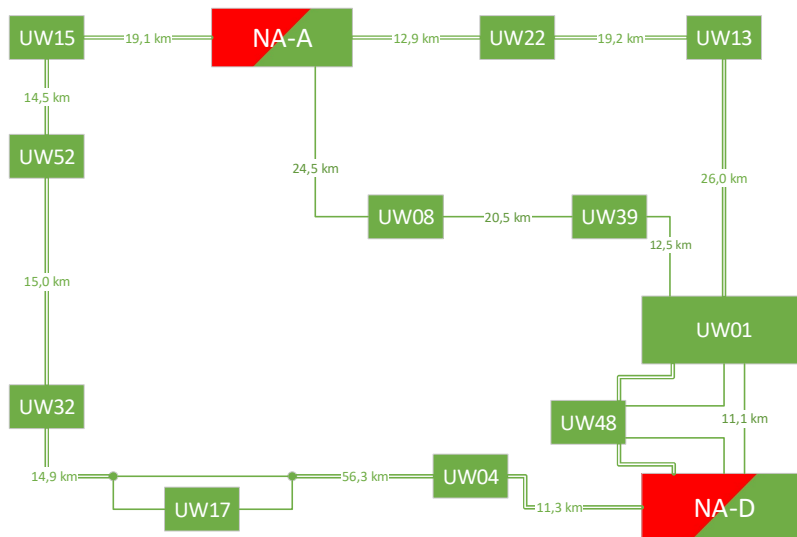 UW15
19,1 km
NA-A
12,9 km
UW22
19,2 km
UW13
14,5 km
UW52
24,5 km
26,0 km
UW08
20,5 km
UW39
12,5 km
15,0 km
UW01
UW32
UW48
11,1 km
14,9 km
56,3 km
UW04
UW17
11,3 km
NA-D